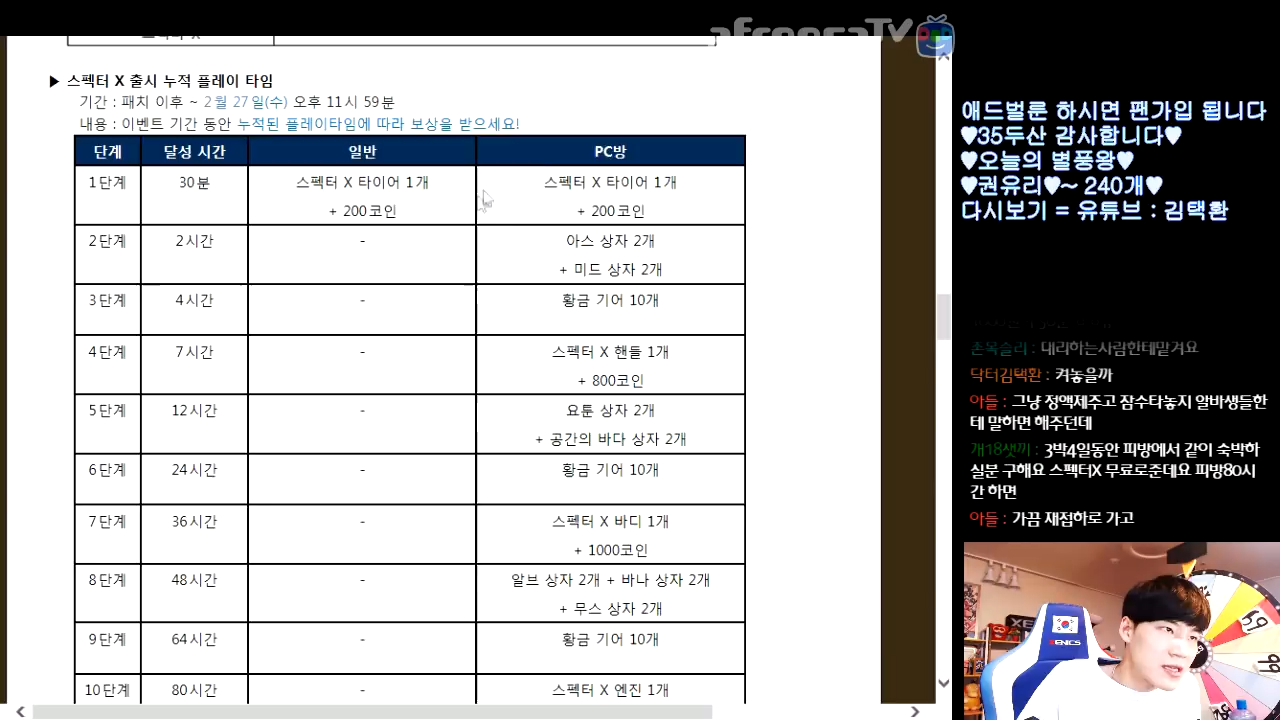 afreecaTV
▶ 스펙터 X 출시 누적 플레이 타임
기간 : 패치 이후 ~ 2월 27일(수) 오후 11시 59분
내용 : 이벤트 기간 동안 누적된 플레이타임에 따라 보상을 받으세요!
단계 달성 시간 일반 PC방
1단계 30분 스펙터 X 타이어 1개 스펙터 X 타이어 1개
+ 200코인 + 200코인
2단계 2시간 - 아스 상자 2개
+ 미드 상자 2개
3단계 4시간 - 황금 기어 10개
4단계 7시간 - 스펙터 X 핸들 1개
+ 800코인
5단계 12시간 - 요툰 상자 2개
+ 공간의 바다 상자 2개
6단계 24시간 - 황금 기어 10개
7단계 36시간 - 스펙터 X 바디 1개
+ 1000코인
8단계 48시간 - 알브 상자 2개 + 바나 상자 2개
+ 무스 상자 2개
9단계 64시간 - 황금 기어 10개
10단계 80시간 - 스펙터 X 엔진 1개
애드벌룬 하시면 팬가입 됩니다
♥35두산 감사합니다♥
♥오늘의 별풍왕♥
♥권유리♥~ 240개♥
다시보기 = 유튜브 : 김택환
존목슬리 : 대리하는사람한테맡겨요
닥터김택환 : 켜놓을까
아들 : 그냥 정액제주고 잠수타놓지 알바생들한
테 말하면 해주던데
개18샛끼 : 3박4일동안 피방에서 같이 숙박하
실분 구해요 스펙터X 무료로준데요 피방80시
간 하면
아들 : 가끔 재접하로 가고
XENICS